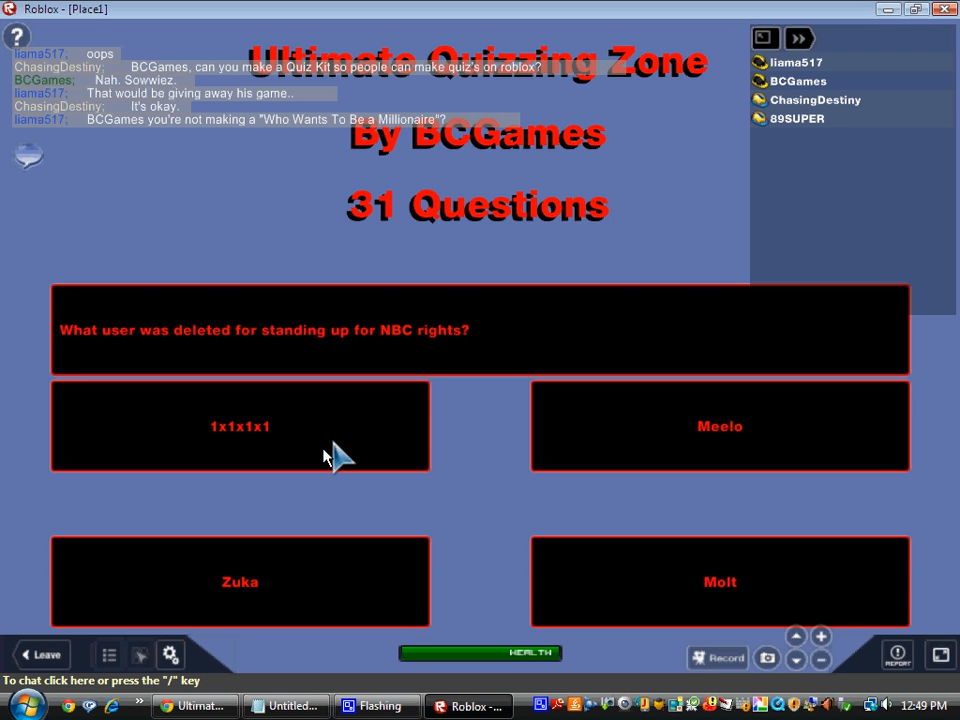 Roblox - [Place1]
?
liama517; oops
ChasingDestiny; BCGames, can you make a Quiz Kit so people can make quiz's on roblox?
BCGames; Nah. Sowwiez.
liama517; That would be giving away his game..
ChasingDestiny; It's okay.
liama517; BCGames you're not making a "Who Wants To Be a Millionaire"?
Ultimate Quizzing Zone
By BCGames
31 Questions
liama517
BCGames
ChasingDestiny
89SUPER
What user was deleted for standing up for NBC rights?
1x1x1x1
Meelo
Zuka
Molt
Leave
HEALTH
Record
REPORT
To chat click here or press the "/" key
Ultimat...
Untitled...
Flashing
Roblox -...
12:49 PM